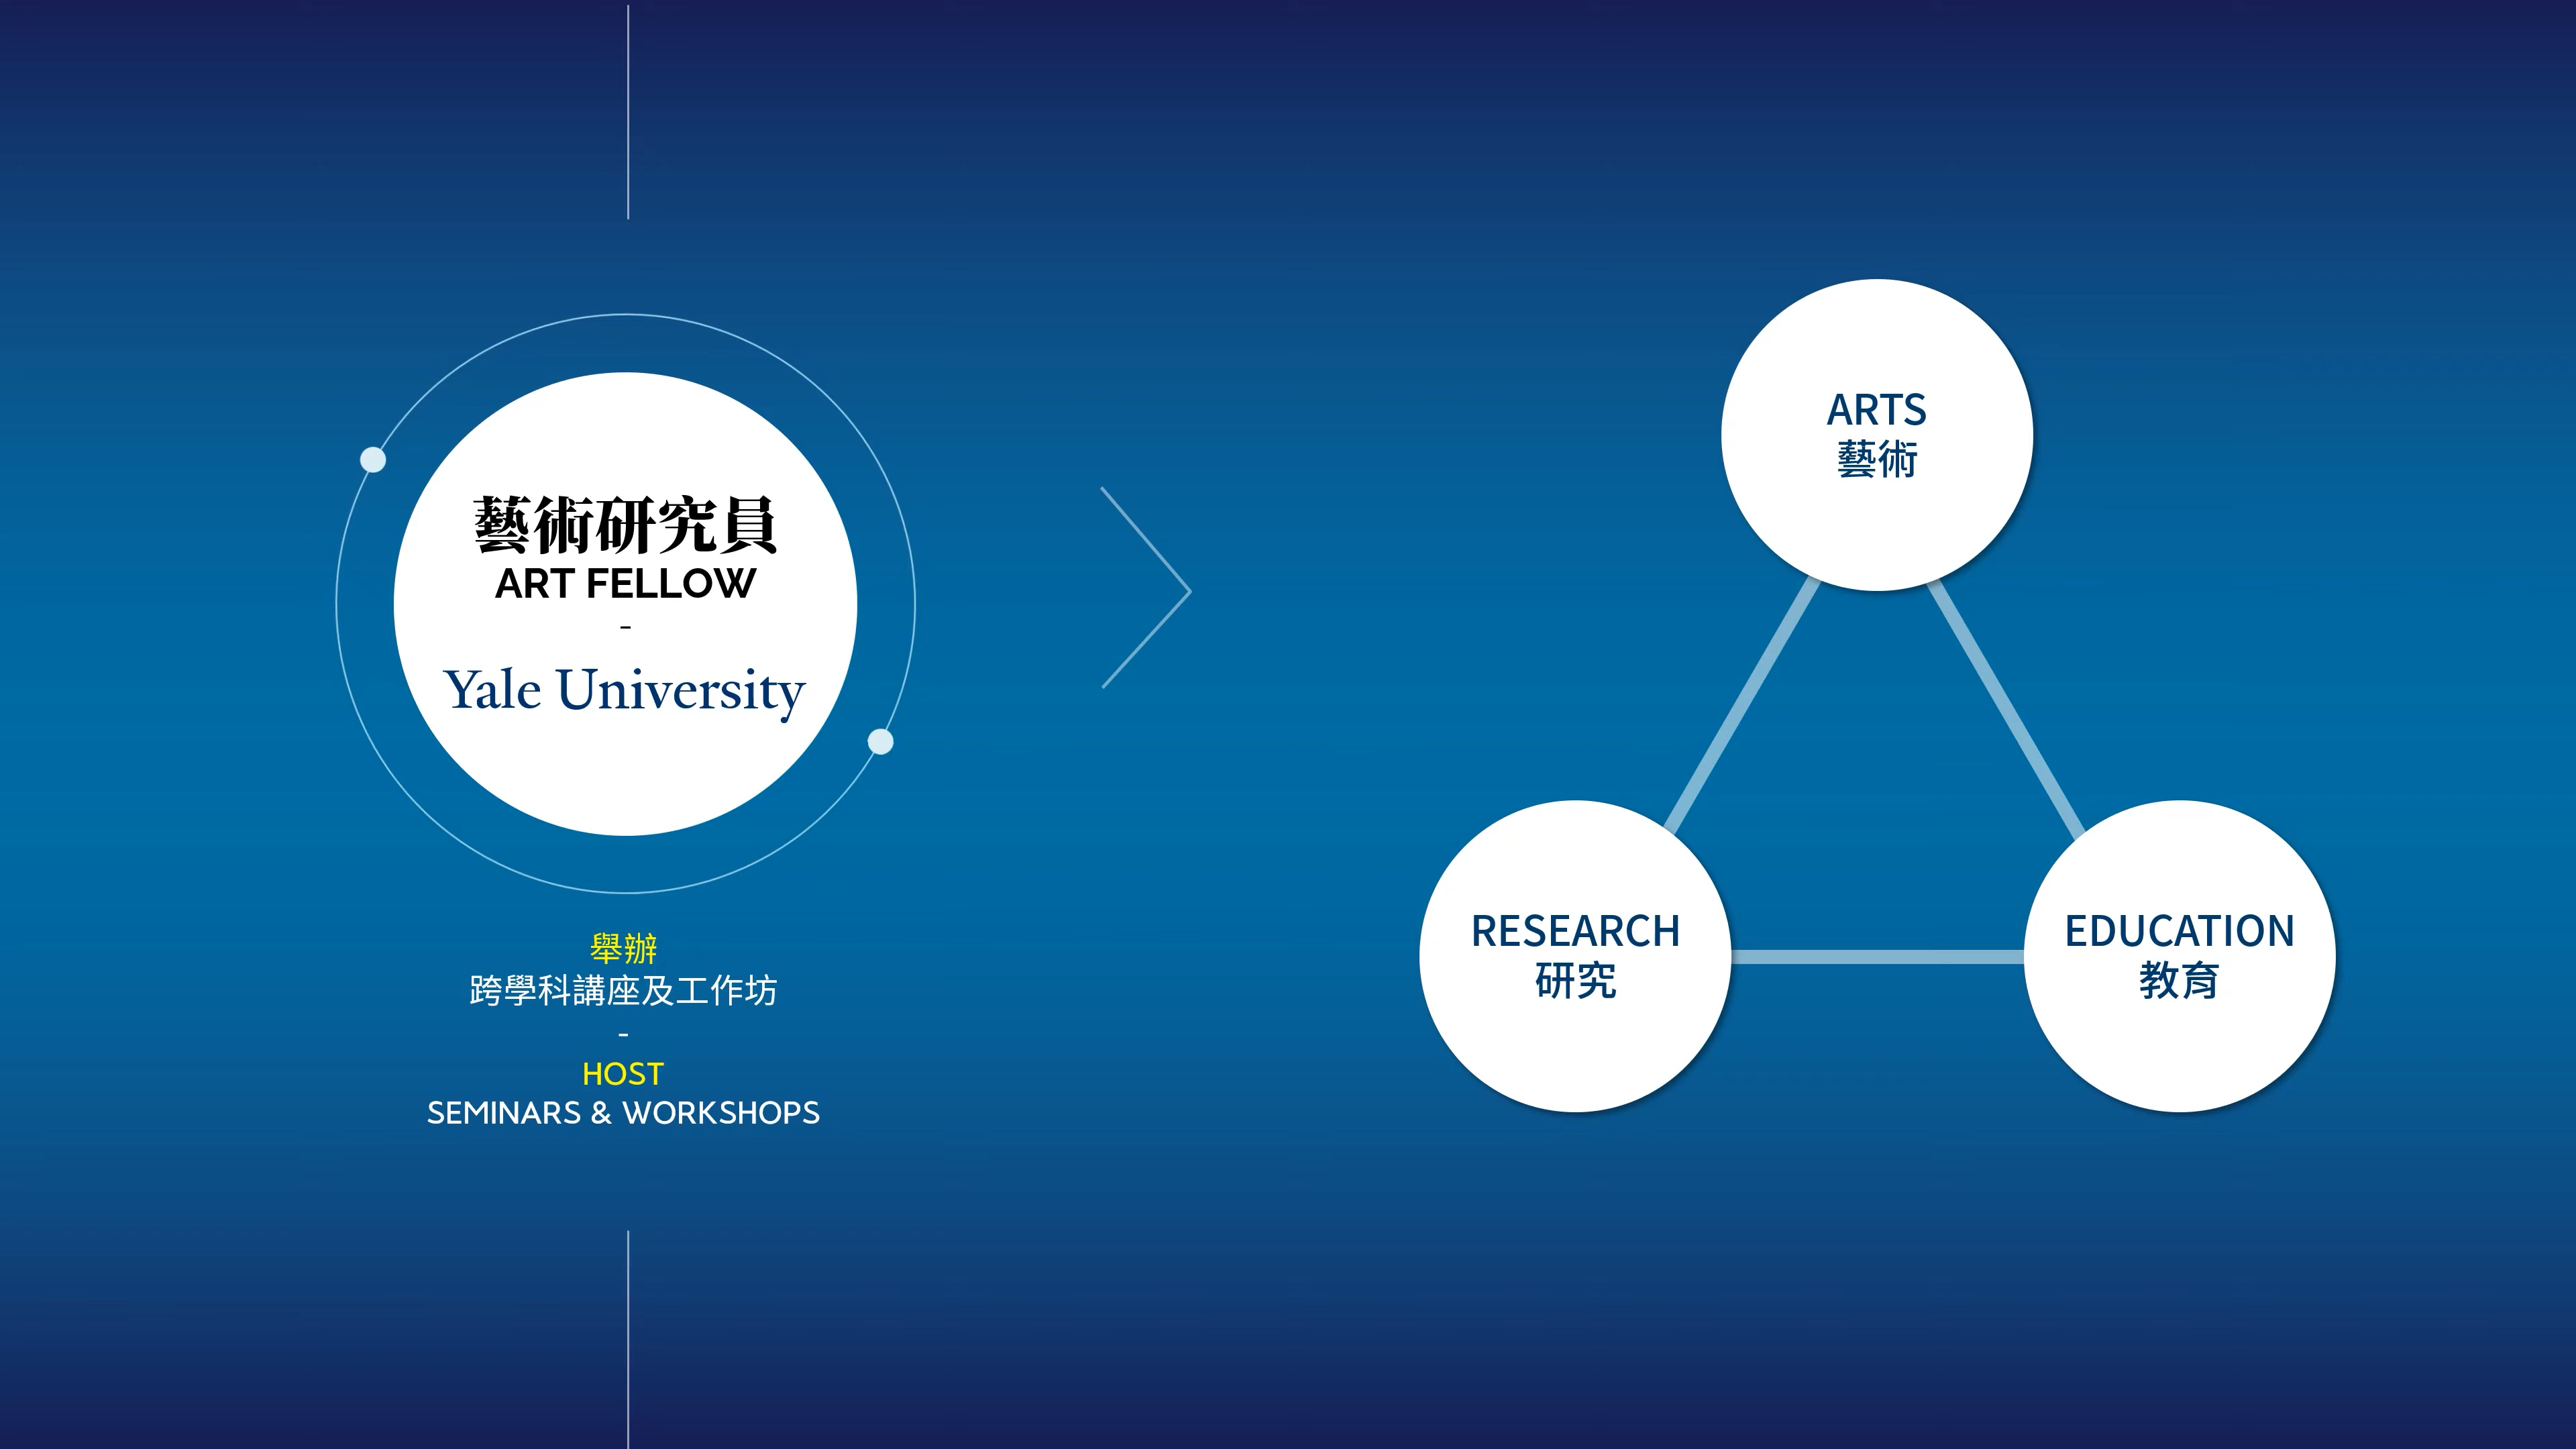 藝術研究員
ART FELLOW
-
Yale University
舉辦
跨學科講座及工作坊
-
HOST
SEMINARS & WORKSHOPS
ARTS
藝術
RESEARCH
研究
EDUCATION
教育